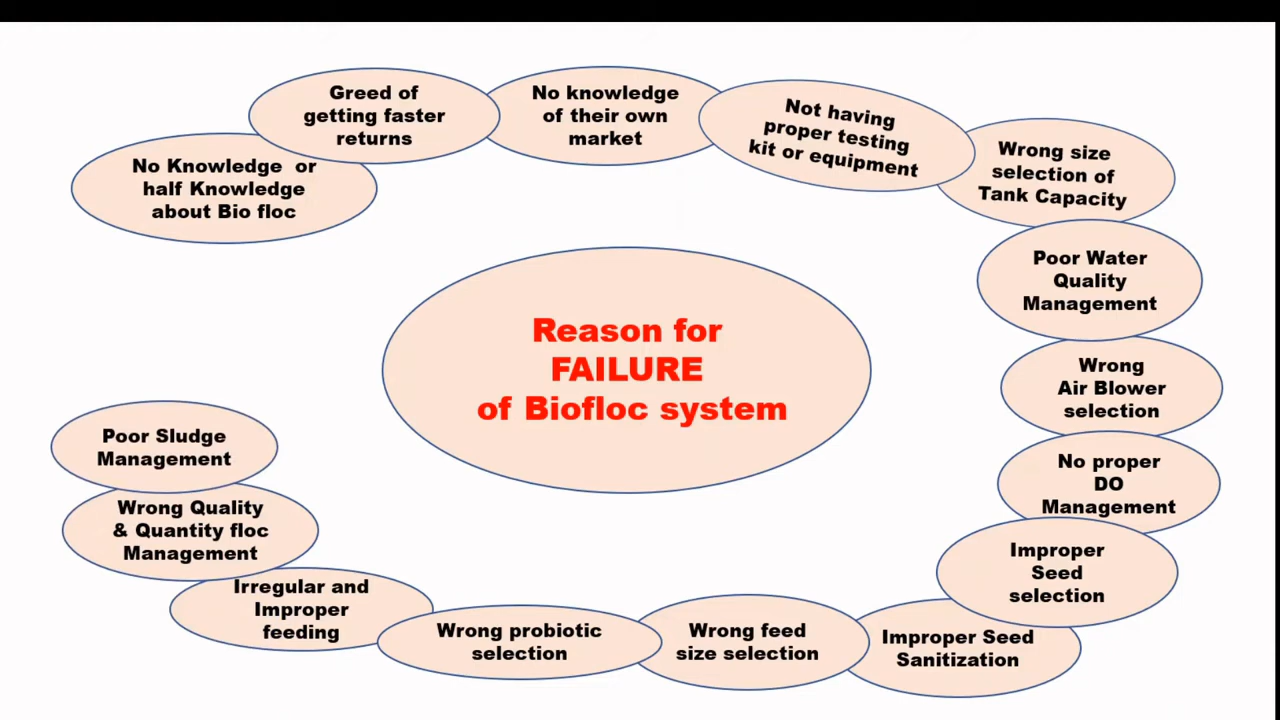 No Knowledge or
half Knowledge
about Bio floc
Greed of
getting faster
returns
No knowledge
of their own
market
Not having
proper testing
kit or equipment
Wrong size
selection of
Tank Capacity
Poor Water
Quality
Management
Wrong
Air Blower
selection
No proper
DO
Management
Improper
Seed
selection
Improper Seed
Sanitization
Wrong feed
size selection
Wrong probiotic
selection
Irregular and
Improper
feeding
Wrong Quality
& Quantity floc
Management
Poor Sludge
Management
Reason for
FAILURE
of Biofloc system